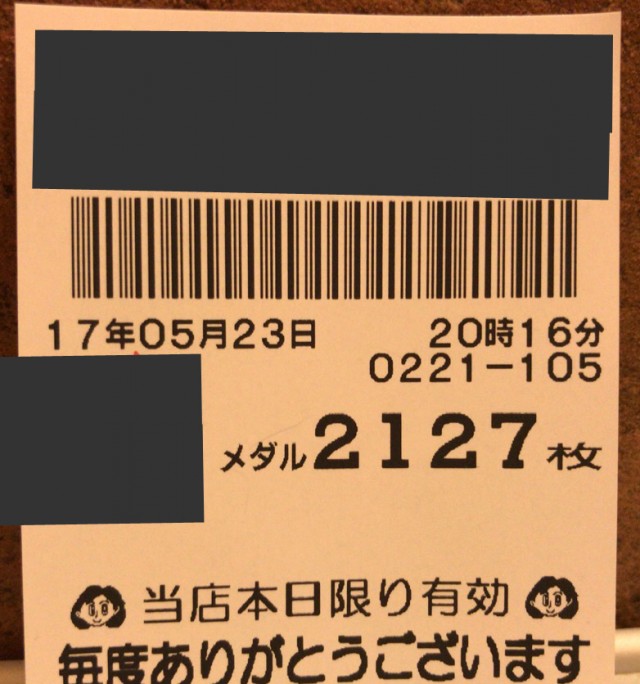 17年05月23日 20時16分
0221-105
メダル2127枚
当店本日限り有効
毎度ありがとうございます